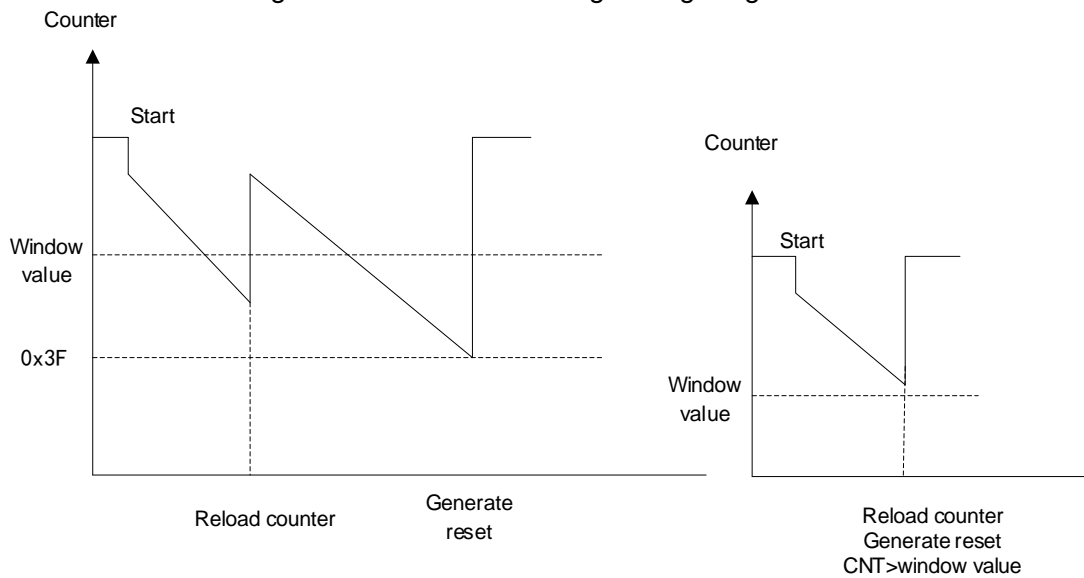 Counter
Start
Window
value
0x3F
Reload counter
Generate
reset
Counter
Start
Window
value
Reload counter
Generate reset
CNT>window value